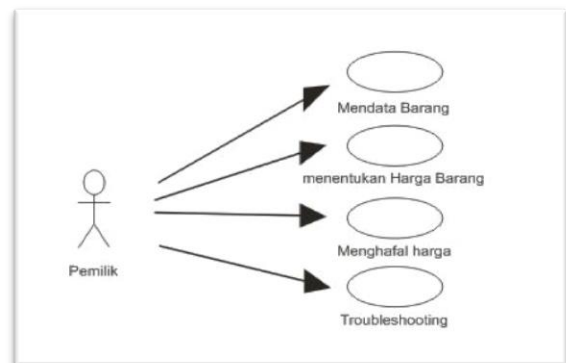 Mendata Barang
menentukan Harga Barang
Menghafal harga
Pemilik
Troubleshooting